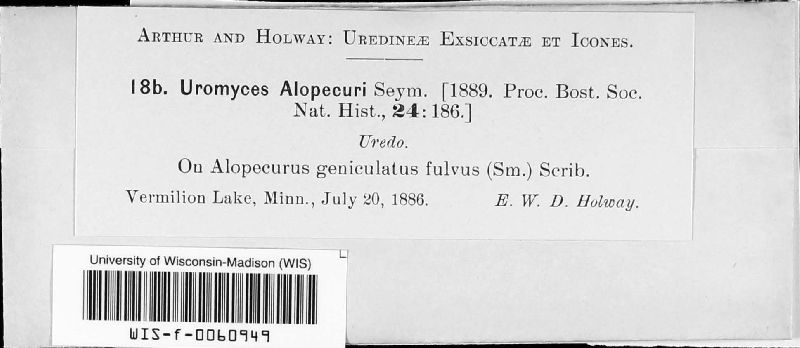 ARTHUR AND HOLWAY: UREDINEÆ EXSICCATÆ ET ICONES.
18b. Uromyces Alopecuri Seym. [1889. Proc. Bost. Soc.
Nat. Hist., 24: 186.]
Uredo.
On Alopecurus geniculatus fulvus (Sm.) Scrib.
Vermilion Lake, Minn., July 20, 1886. E. W. D. Holway.
University of Wisconsin-Madison (WIS)
WIS-f-0060949